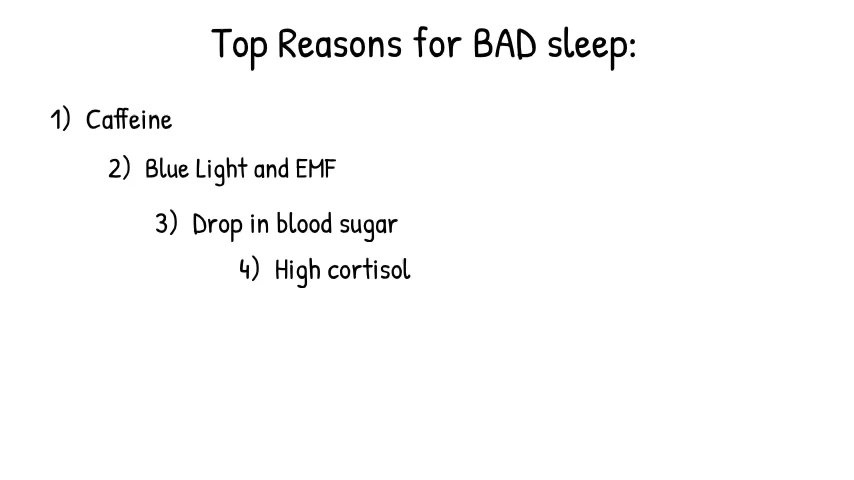 Top Reasons for BAD sleep:
1) Caffeine
2) Blue Light and EMF
3) Drop in blood sugar
4) High cortisol